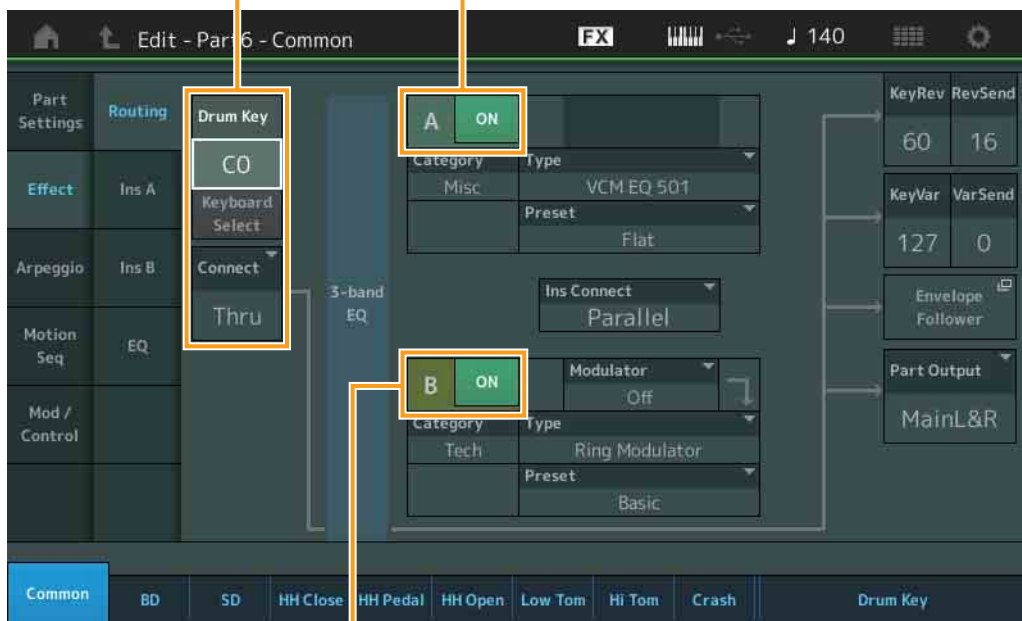 Edit - Part6 - Common
FX
♩ 140
Part
Settings
Effect
Arpeggio
Motion
Seq
Mod /
Control
Routing
Ins A
Ins B
EQ
Drum Key
C0
Keyboard
Select
Connect
Thru
3-band
EQ
A ON
Category Type
Misc VCM EQ 501
Preset
Flat
Ins Connect
Parallel
B ON
Modulator
Off
Category Type
Tech Ring Modulator
Preset
Basic
KeyRev RevSend
60 16
KeyVar VarSend
127 0
Envelope
Follower
Part Output
MainL&R
Common BD SD HH Close HH Pedal HH Open Low Tom Hi Tom Crash Drum Key